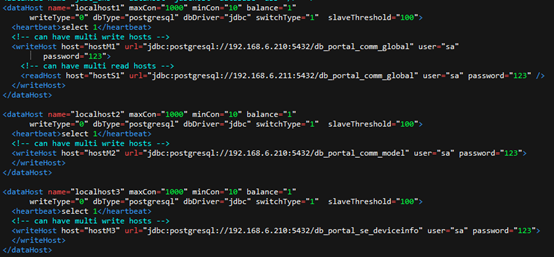 <dataHost name="localhost1" maxCon="1000" minCon="10" balance="1"
writeType="0" dbType="postgresql" dbDriver="jdbc" switchType="1"  slaveThreshold="100">
<heartbeat>select 1</heartbeat>
<!-- can have multi write hosts -->
<writeHost host="hostM1" url="jdbc:postgresql://192.168.6.210:5432/db_portal_comm_global" user="sa"
password="123">
<!-- can have multi read hosts -->
<readHost host="hostS1" url="jdbc:postgresql://192.168.6.211:5432/db_portal_comm_global" user="sa" password="123" />
</writeHost>
</dataHost>
<dataHost name="localhost2" maxCon="1000" minCon="10" balance="1"
writeType="0" dbType="postgresql" dbDriver="jdbc" switchType="1"  slaveThreshold="100">
<heartbeat>select 1</heartbeat>
<!-- can have multi write hosts -->
<writeHost host="hostM2" url="jdbc:postgresql://192.168.6.210:5432/db_portal_comm_model" user="sa" password="123">
</writeHost>
</dataHost>
<dataHost name="localhost3" maxCon="1000" minCon="10" balance="1"
writeType="0" dbType="postgresql" dbDriver="jdbc" switchType="1"  slaveThreshold="100">
<heartbeat>select 1</heartbeat>
<!-- can have multi write hosts -->
<writeHost host="hostM3" url="jdbc:postgresql://192.168.6.210:5432/db_portal_se_deviceinfo" user="sa" password="123">
</writeHost>
</dataHost>